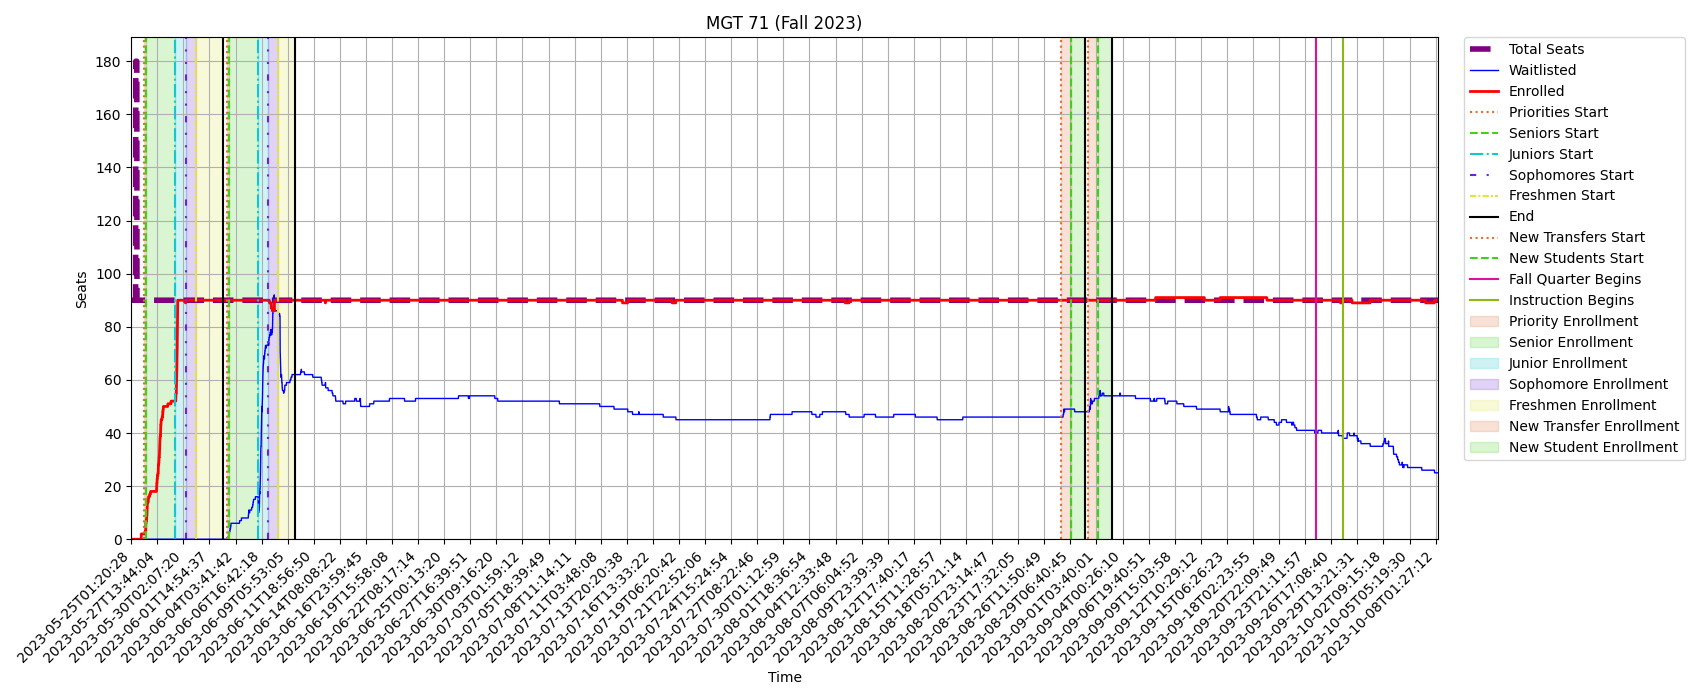 MGT 71 (Fall 2023)
Seats
180
160
140
120
100
80
60
40
20
0
2023-05-25T01:20:28
2023-05-27T13:44:04
2023-05-30T02:07:20
2023-06-01T14:54:37
2023-06-04T03:41:42
2023-06-06T16:42:18
2023-06-09T05:53:05
2023-06-11T18:56:50
2023-06-14T08:08:22
2023-06-16T23:59:45
2023-06-19T15:58:08
2023-06-22T08:17:14
2023-06-25T00:13:20
2023-06-27T16:39:51
2023-06-30T09:16:20
2023-07-03T01:59:12
2023-07-05T18:39:49
2023-07-08T11:14:11
2023-07-11T03:48:08
2023-07-13T20:20:38
2023-07-16T13:33:22
2023-07-19T06:20:42
2023-07-21T22:52:06
2023-07-24T15:24:54
2023-07-27T08:22:46
2023-07-30T01:12:59
2023-08-01T18:36:54
2023-08-04T12:33:48
2023-08-07T06:04:52
2023-08-09T23:39:39
2023-08-12T17:40:17
2023-08-15T11:28:57
2023-08-18T05:21:14
2023-08-20T23:14:47
2023-08-23T17:32:05
2023-08-26T11:50:49
2023-08-29T06:40:45
2023-09-01T03:40:01
2023-09-04T00:26:10
2023-09-06T19:40:51
2023-09-09T15:03:58
2023-09-12T10:29:12
2023-09-15T06:26:23
2023-09-18T02:23:55
2023-09-20T22:09:49
2023-09-23T21:11:57
2023-09-26T17:08:40
2023-09-29T13:21:31
2023-10-02T09:15:18
2023-10-05T05:19:30
2023-10-08T01:27:12
Time
Total Seats
Waitlisted
Enrolled
Priorities Start
Seniors Start
Juniors Start
Sophomores Start
Freshmen Start
End
New Transfers Start
New Students Start
Fall Quarter Begins
Instruction Begins
Priority Enrollment
Senior Enrollment
Junior Enrollment
Sophomore Enrollment
Freshmen Enrollment
New Transfer Enrollment
New Student Enrollment